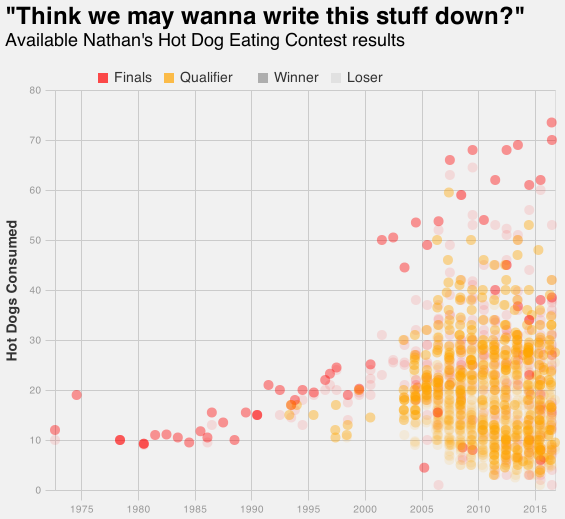 "Think we may wanna write this stuff down?"
Available Nathan's Hot Dog Eating Contest results
Finals Qualifier Winner Loser
Hot Dogs Consumed
80
70
60
50
40
30
20
10
0
1975 1980 1985 1990 1995 2000 2005 2010 2015